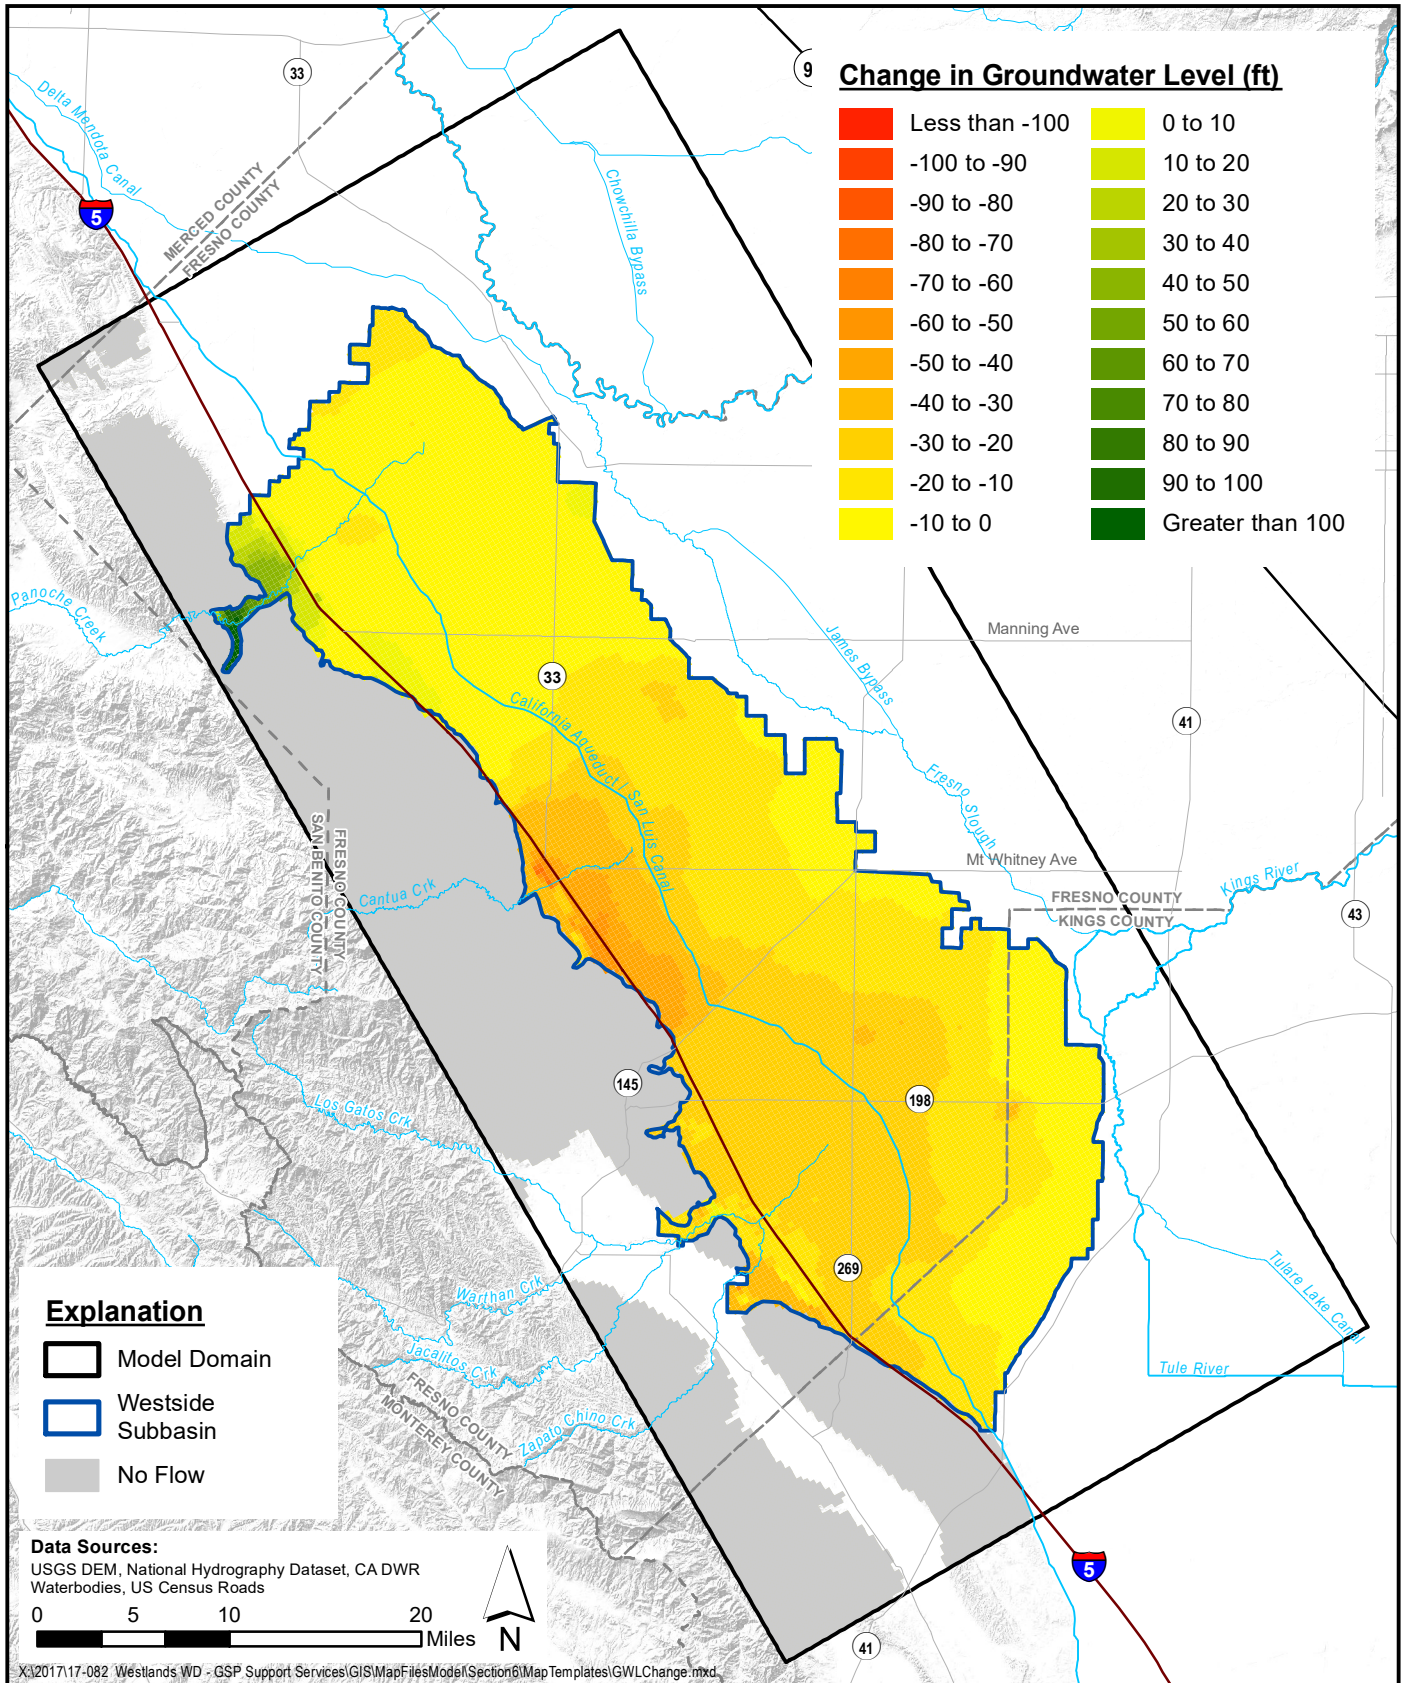 33
9
Change in Groundwater Level (ft)
Less than -100
-100 to -90
-90 to -80
-80 to -70
-70 to -60
-60 to -50
-50 to -40
-40 to -30
-30 to -20
-20 to -10
-10 to 0
0 to 10
10 to 20
20 to 30
30 to 40
40 to 50
50 to 60
60 to 70
70 to 80
80 to 90
90 to 100
Greater than 100
Delta Mendota Canal
MERCED COUNTY
FRESNO COUNTY
5
Chowchilla Bypass
Panoche Creek
James Bypass
Manning Ave
33
California Aqueduct / San Luis Canal
41
Fresno Slough
SAN BENITO COUNTY
FRESNO COUNTY
Cantua Crk
Mt Whitney Ave
Kings River
FRESNO COUNTY
KINGS COUNTY
43
145
198
Los Gatos Crk
269
Warthan Crk
Jacalitos Crk
Tulare Lake Canal
Tule River
FRESNO COUNTY
MONTEREY COUNTY
Zapato Chino Crk
Explanation
Model Domain
Westside
Subbasin
No Flow
Data Sources:
USGS DEM, National Hydrography Dataset, CA DWR
Waterbodies, US Census Roads
0 5 10 20
Miles
N
5
41
X:\2017\17-082 Westlands WD - GSP Support Services\GIS\MapFilesModel\Section6\MapTemplates\GWLChange.mxd